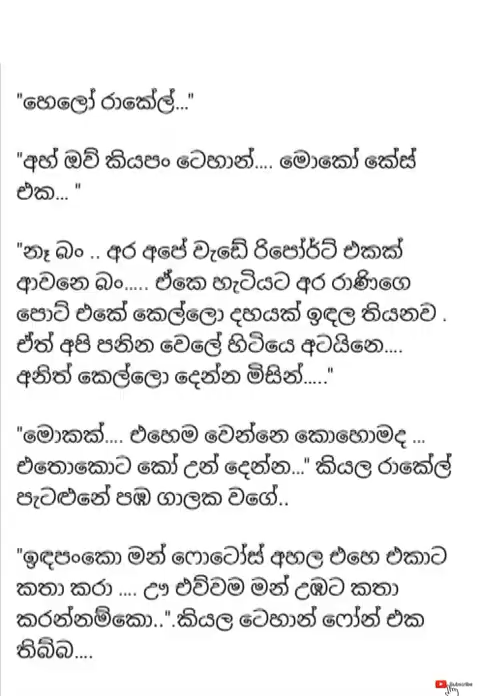 "හෙලෝ රාකේල්..."
"අහ් ඔව් කියපං ටෙහාන්.... මොකෝ කේස්
එක... "
"නෑ බං .. අර අපේ වැඩේ රිපෝර්ට් එකක්
ආවනෙ බං..... ඒකෙ හැටියට අර රාණිගෙ
පොට් එකේ කෙල්ලො දහයක් ඉඳල තියනව .
ඒත් අපි පනින වෙලේ හිටියෙ අටයිනෙ....
අනිත් කෙල්ලො දෙන්න මිසින්....."
"මොකක්.... එහෙම වෙන්නෙ කොහොමද ...
එතොකොට කෝ උන් දෙන්න..." කියල රාකේල්
පැටළුනේ පඹ ගාලක වගේ..
"ඉඳපංකො මන් ෆොටෝස් අහල එහෙ එකාට
කතා කරා .... ඌ එව්වම මන් උඹට කතා
කරන්නම්කො..".කියල ටෙහාන් ෆෝන් එක
තිබ්බ....
Subscribe